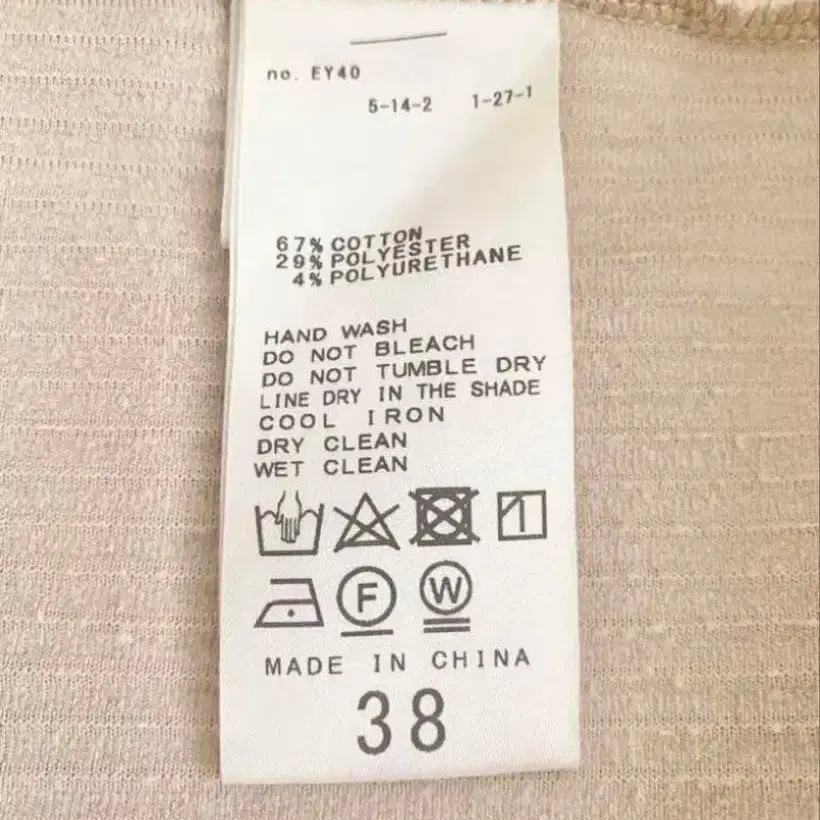 no. EY40
5-14-2 1-27-1
67% COTTON
29% POLYESTER
4% POLYURETHANE
HAND WASH
DO NOT BLEACH
DO NOT TUMBLE DRY
LINE DRY IN THE SHADE
COOL IRON
DRY CLEAN
WET CLEAN
F W
MADE IN CHINA
38